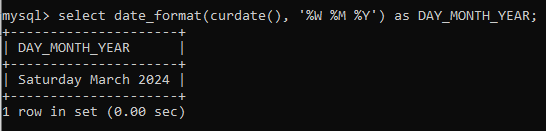 mysql> select date_format(curdate(), '%W %M %Y') as DAY_MONTH_YEAR;
+---------------------+
| DAY_MONTH_YEAR      |
+---------------------+
| Saturday March 2024 |
+---------------------+
1 row in set (0.00 sec)